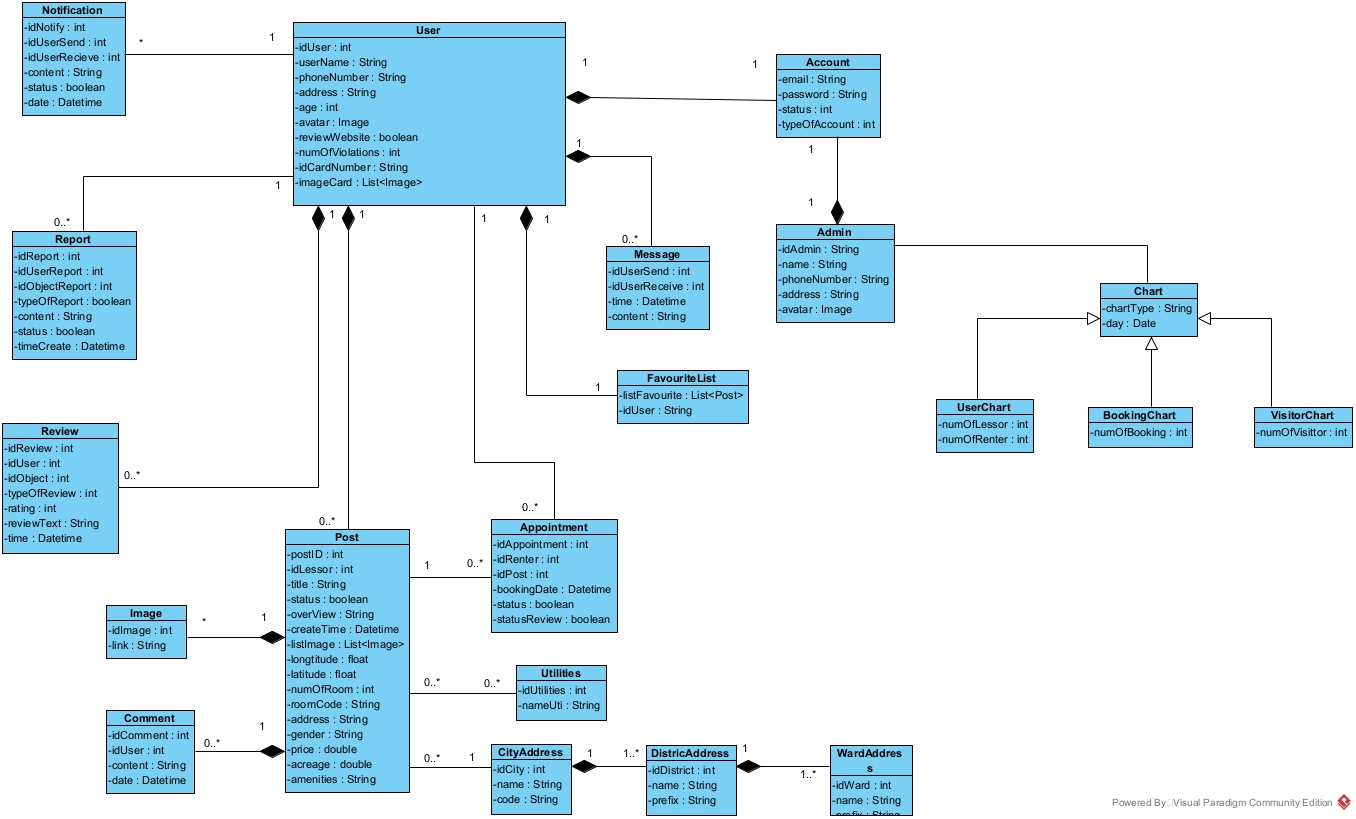 Notification
-idNotify : int
-idUserSend : int
-idUserRecieve : int
-content : String
-status : boolean
-date : Datetime
*
1
User
-idUser : int
-userName : String
-phoneNumber : String
-address : String
-age : int
-avatar : Image
-reviewWebsite : boolean
-numOfViolations : int
-idCardNumber : String
-imageCard : List<Image>
1
1
Account
-email : String
-password : String
-status : int
-typeOfAccount : int
1
1
1
0..*
1
1
1
1
1
0..*
Report
-idReport : int
-idUserReport : int
-idObjectReport : int
-typeOfReport : boolean
-content : String
-status : boolean
-timeCreate : Datetime
Message
-idUserSend : int
-idUserReceive : int
-time : Datetime
-content : String
Admin
-idAdmin : String
-name : String
-phoneNumber : String
-address : String
-avatar : Image
Chart
-chartType : String
-day : Date
1
FavouriteList
-listFavourite : List<Post>
-idUser : String
UserChart
-numOfLessor : int
-numOfRenter : int
BookingChart
-numOfBooking : int
VisitorChart
-numOfVisittor : int
Review
-idReview : int
-idUser : int
-idObject : int
-typeOfReview : int
-rating : int
-reviewText : String
-time : Datetime
0..*
0..*
0..*
Post
-postID : int
-idLessor : int
-title : String
-status : boolean
-overView : String
-createTime : Datetime
-listImage : List<Image>
-longtitude : float
-latitude : float
-numOfRoom : int
-roomCode : String
-address : String
-gender : String
-price : double
-acreage : double
-amenities : String
1
0..*
Appointment
-idAppointment : int
-idRenter : int
-idPost : int
-bookingDate : Datetime
-status : boolean
-statusReview : boolean
Image
-idImage : int
-link : String
*
1
0..*
0..*
Utilities
-idUtilities : int
-nameUti : String
Comment
-idComment : int
-idUser : int
-content : String
-date : Datetime
0..*
1
0..*
1
CityAddress
-idCity : int
-name : String
-code : String
1
1..*
DistricAddress
-idDistrict : int
-name : String
-prefix : String
1
1..*
WardAddres
s
-idWard : int
-name : String
-prefix : String
Powered By Visual Paradigm Community Edition